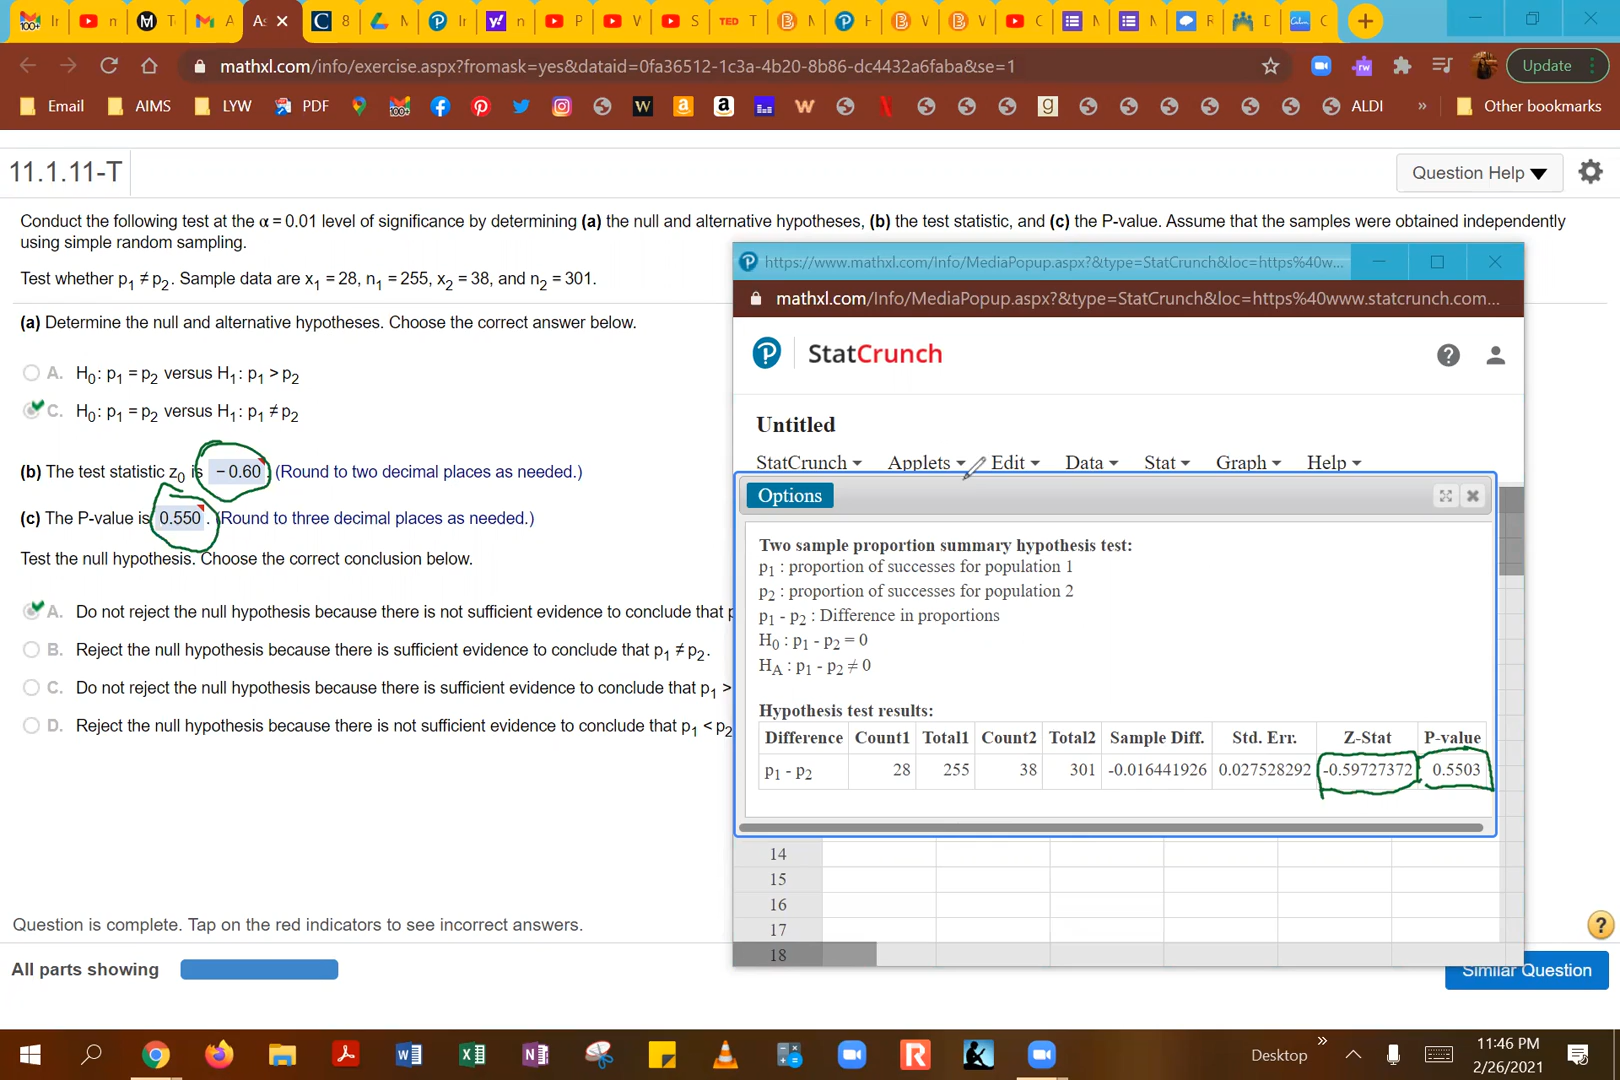 100+ Ir
n
T
A
As
8
M
Ir
n
P
V
S
TED T
N
F
V
V
C
N
N
F
C
C
mathxl.com/info/exercise.aspx?fromask=yes&dataid=0fa36512-1c3a-4b20-8b86-dc4432a6faba&se=1
Update
Email
AIMS
LYW
PDF
ALDI
»
Other bookmarks
11.1.11-T
Question Help
Conduct the following test at the α = 0.01 level of significance by determining (a) the null and alternative hypotheses, (b) the test statistic, and (c) the P-value. Assume that the samples were obtained independently
using simple random sampling.
Test whether p1 ≠ p2. Sample data are x1 = 28, n1 = 255, x2 = 38, and n2 = 301.
(a) Determine the null and alternative hypotheses. Choose the correct answer below.
A. H0: p1 = p2 versus H1: p1 > p2
C. H0: p1 = p2 versus H1: p1 ≠ p2
(b) The test statistic z0 is −0.60. (Round to two decimal places as needed.)
(c) The P-value is 0.550. (Round to three decimal places as needed.)
Test the null hypothesis. Choose the correct conclusion below.
A. Do not reject the null hypothesis because there is not sufficient evidence to conclude that p
B. Reject the null hypothesis because there is sufficient evidence to conclude that p1 ≠ p2.
C. Do not reject the null hypothesis because there is sufficient evidence to conclude that p1 >
D. Reject the null hypothesis because there is not sufficient evidence to conclude that p1 < p2
Question is complete. Tap on the red indicators to see incorrect answers.
All parts showing
Similar Question
https://www.mathxl.com/info/MediaPopup.aspx?&type=StatCrunch&loc=https%40w...
mathxl.com/Info/MediaPopup.aspx?&type=StatCrunch&loc=https%40www.statcrunch.com...
StatCrunch
Untitled
StatCrunch Applets Edit Data Stat Graph Help
Options
Two sample proportion summary hypothesis test:
p1 : proportion of successes for population 1
p2 : proportion of successes for population 2
p1 - p2 : Difference in proportions
H0 : p1 - p2 = 0
HA : p1 - p2 ≠ 0
Hypothesis test results:
Difference Count1 Total1 Count2 Total2 Sample Diff. Std. Err. Z-Stat P-value
p1 - p2 28 255 38 301 -0.016441926 0.027528292 -0.59727372 0.5503
14
15
16
17
18
Desktop
»
11:46 PM
2/26/2021